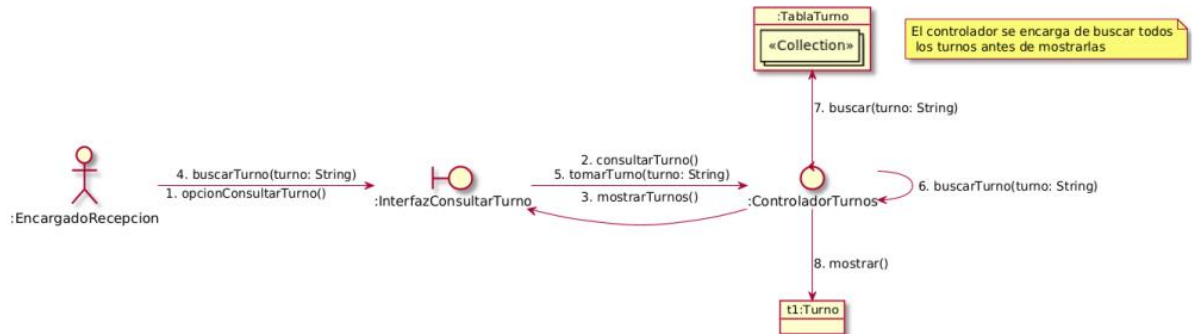 :TablaTurno
«Collection»
El controlador se encarga de buscar todos
los turnos antes de mostrarlas
7. buscar(turno: String)
4. buscarTurno(turno: String)
1. opcionConsultarTurno()
2. consultarTurno()
5. tomarTurno(turno: String)
3. mostrarTurnos()
6. buscarTurno(turno: String)
:EncargadoRecepcion
:InterfazConsultarTurno
:ControladorTurnos
8. mostrar()
t1:Turno